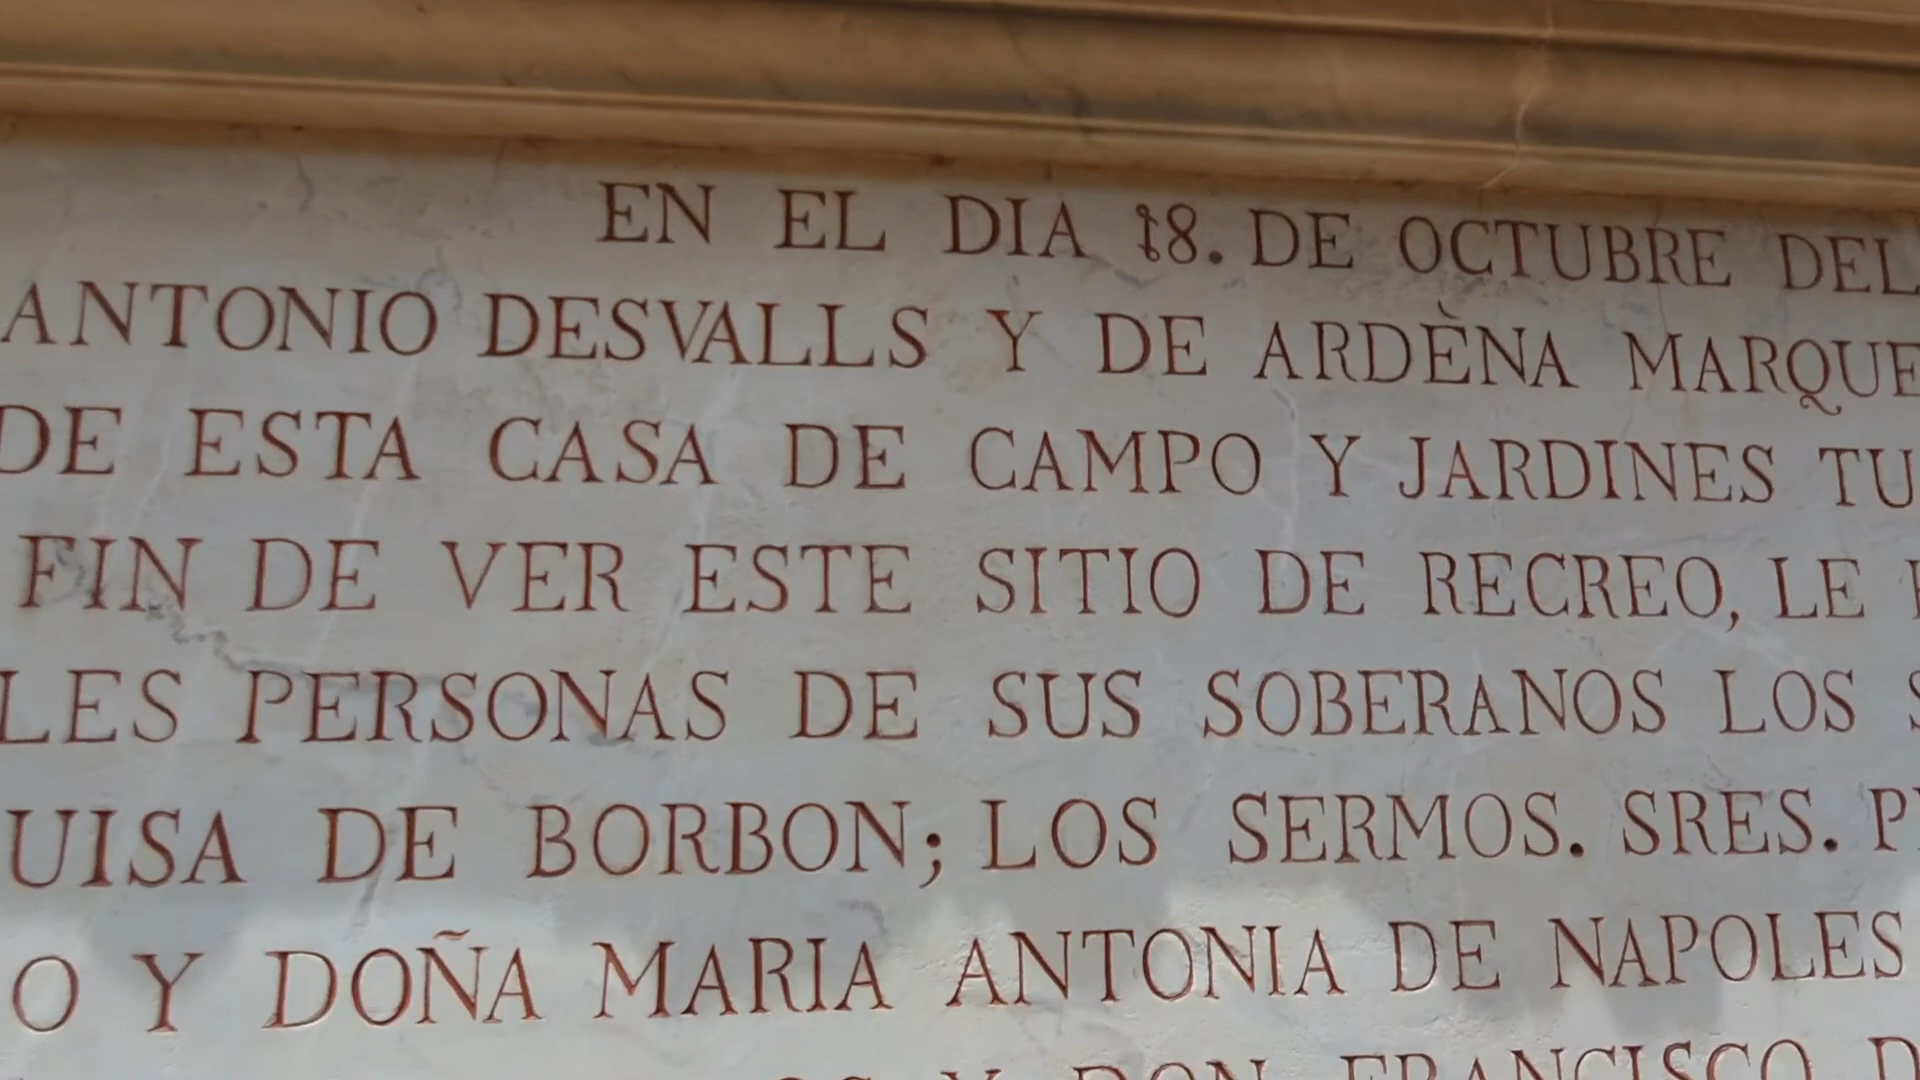 EN EL DIA 18. DE OCTUBRE DEL
ANTONIO DESVALLS Y DE ARDÈNA MARQUE
DE ESTA CASA DE CAMPO Y JARDINES TU
FIN DE VER ESTE SITIO DE RECREO, LE
LES PERSONAS DE SUS SOBERANOS LOS S
UISA DE BORBON; LOS SERMOS. SRES. P
O Y DOÑA MARIA ANTONIA DE NAPOLES
Y DON FRANCISCO D